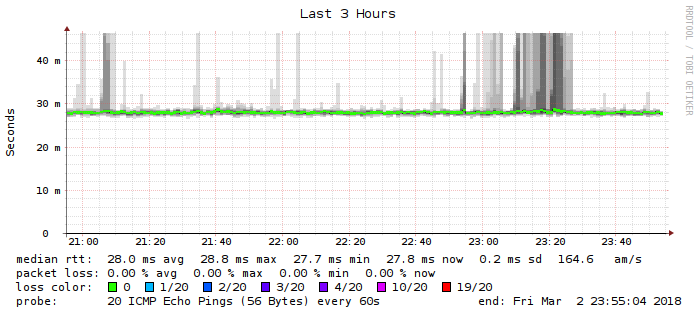 Last 3 Hours
RRDTOOL / TOBI OETIKER
Seconds
40 m
30 m
20 m
10 m
0
21:00 21:20 21:40 22:00 22:20 22:40 23:00 23:20 23:40
median rtt: 28.0 ms avg 28.8 ms max 27.7 ms min 27.8 ms now 0.2 ms sd 164.6 am/s
packet loss: 0.00 % avg 0.00 % max 0.00 % min 0.00 % now
loss color: 0 1/20 2/20 3/20 4/20 10/20 19/20
probe: 20 ICMP Echo Pings (56 Bytes) every 60s end: Fri Mar 2 23:55:04 2018